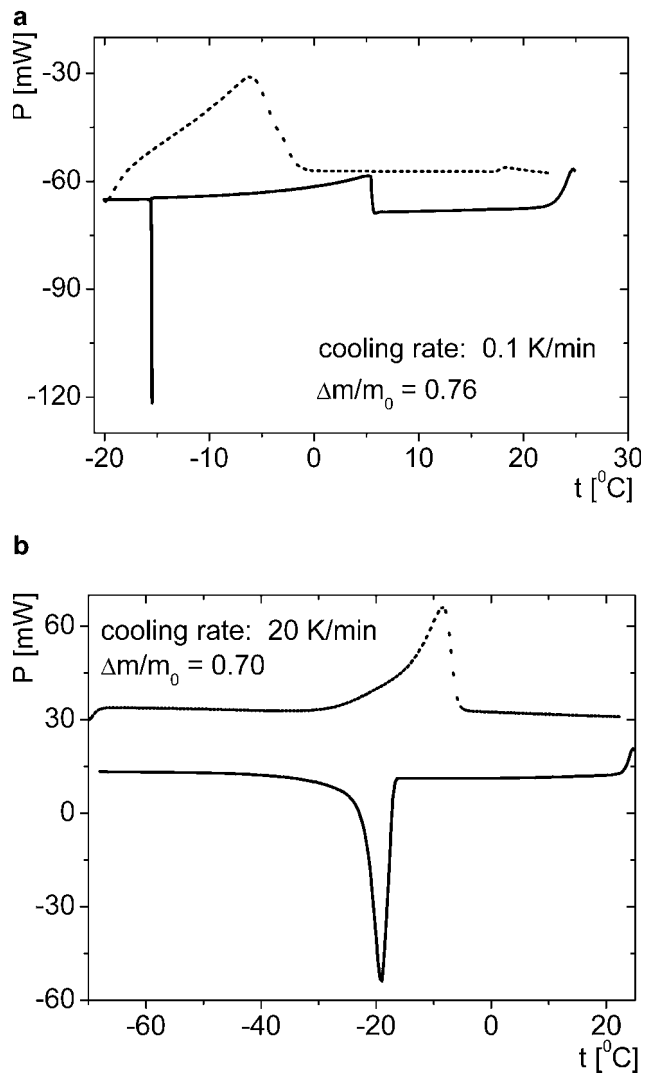 a
P [mW]
-30
-60
-90
-120
cooling rate: 0.1 K/min
Δm/m₀ = 0.76
-20 -10 0 10 20 30
t [⁰C]
b
P [mW]
60
cooling rate: 20 K/min
Δm/m₀ = 0.70
30
0
-30
-60
-60 -40 -20 0 20
t [⁰C]